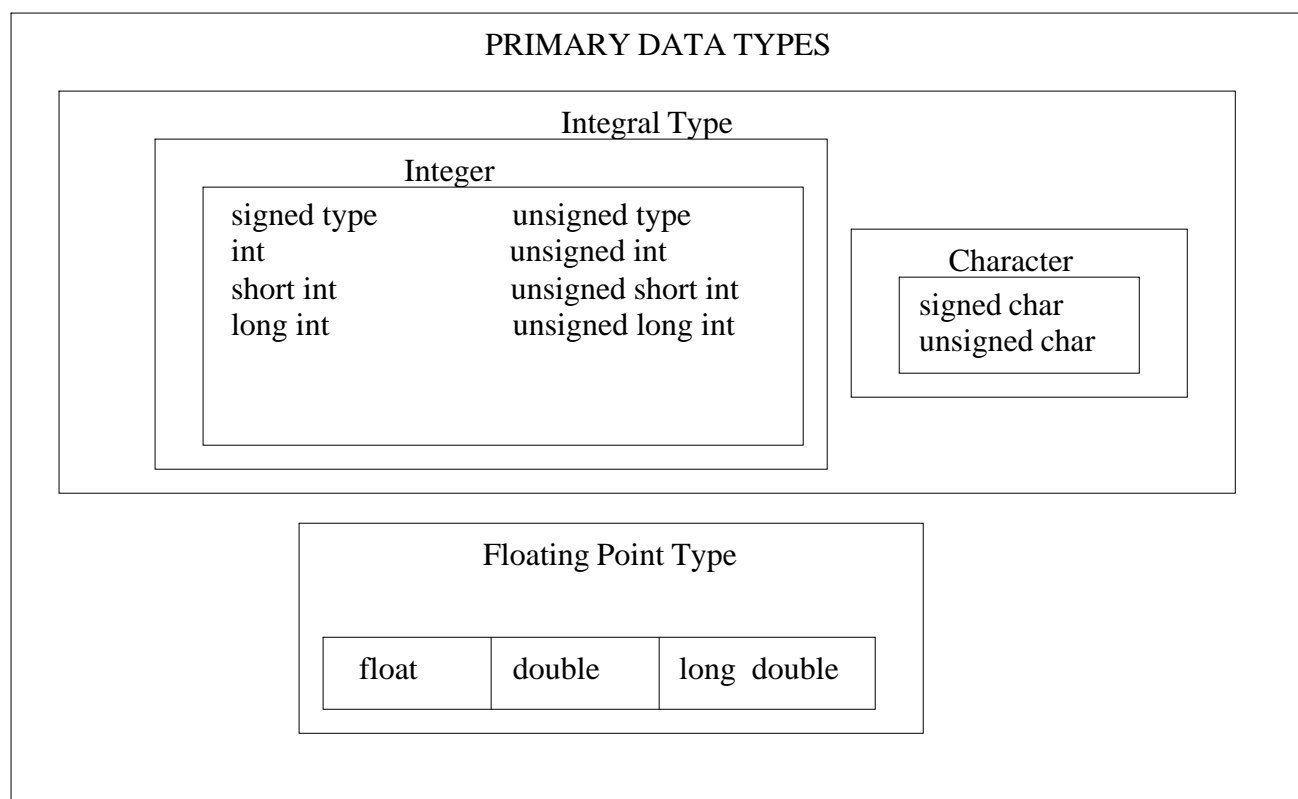 PRIMARY DATA TYPES
Integral Type
Integer
signed type unsigned type
int unsigned int
short int unsigned short int
long int unsigned long int
Character
signed char
unsigned char
Floating Point Type
float double long double